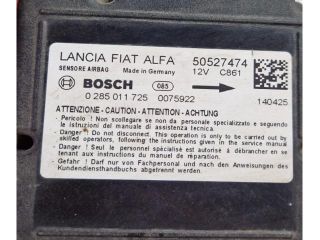 LANCIA FIAT ALFA 50527474
SENSORE AIRBAG Made in Germany 12V C861
BOSCH 085
0 285 011 725 0075922 140425
ATTENZIONE - CAUTION - ATTENTION - ACHTUNG
- Pericolo! Non scollegare se non da personale specializzato e seguendo
le istruzioni del manuale di assistenza tecnica.
- Danger! Do not disconnect. This operation is only to be carried out by
skilled operators, following instructions given in the service manual
- Danger! Seul le personnel spécialisé est autorisé à débrancher en se
tenant aux instructions du manuel d'assistance.
- Gefahr! Darf nur von Fachpersonal und nach den Anweisungen des
Kundendiensthandbuches abgetrennt werden.